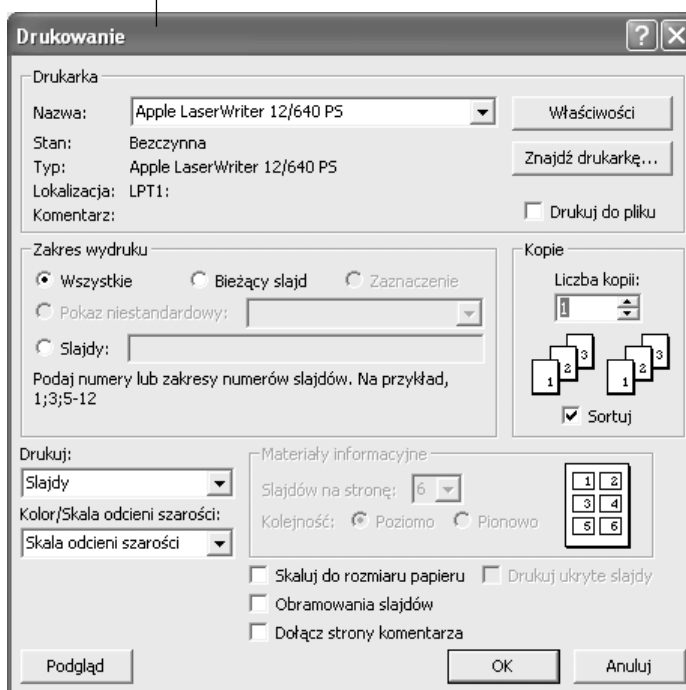 Drukowanie
Drukarka
Nazwa: Apple LaserWriter 12/640 PS Właściwości
Stan: Bezczynna
Typ: Apple LaserWriter 12/640 PS Znajdź drukarkę...
Lokalizacja: LPT1:
Komentarz: Drukuj do pliku
Zakres wydruku
Wszystkie Bieżący slajd Zaznaczenie
Pokaz niestandardowy:
Slajdy:
Podaj numery lub zakresy numerów slajdów. Na przykład,
1;3;5-12
Kopie
Liczba kopii:
1
1 2 3 1 2 3
Sortuj
Drukuj:
Slajdy
Kolor/Skala odcieni szarości:
Skala odcieni szarości
Materiały informacyjne
Slajdów na stronę: 6
Kolejność: Poziomo Pionowo
1 2
3 4
5 6
Skaluj do rozmiaru papieru Drukuj ukryte slajdy
Obramowania slajdów
Dołącz strony komentarza
Podgląd OK Anuluj